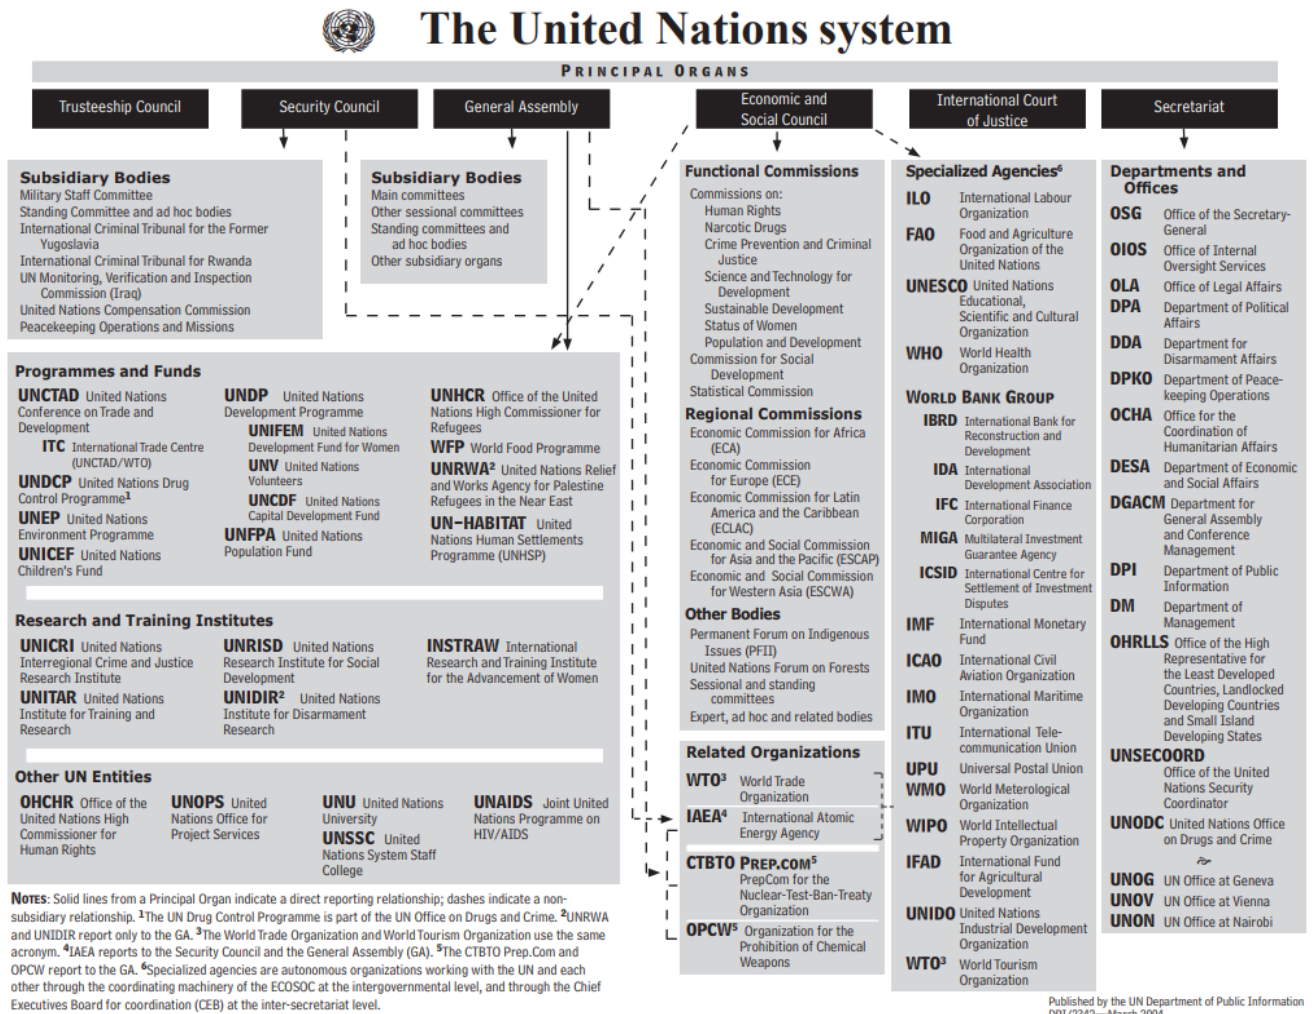 The United Nations system
PRINCIPAL ORGANS
Trusteeship Council
Security Council
General Assembly
Economic and
Social Council
International Court
of Justice
Secretariat
Subsidiary Bodies
Military Staff Committee
Standing Committee and ad hoc bodies
International Criminal Tribunal for the Former
Yugoslavia
International Criminal Tribunal for Rwanda
UN Monitoring, Verification and Inspection
Commission (Iraq)
United Nations Compensation Commission
Peacekeeping Operations and Missions
Subsidiary Bodies
Main committees
Other sessional committees
Standing committees and
ad hoc bodies
Other subsidiary organs
Programmes and Funds
UNCTAD United Nations
Conference on Trade and
Development
ITC International Trade Centre
(UNCTAD/WTO)
UNDCP United Nations Drug
Control Programme¹
UNEP United Nations
Environment Programme
UNICEF United Nations
Children's Fund
UNDP United Nations
Development Programme
UNIFEM United Nations
Development Fund for Women
UNV United Nations
Volunteers
UNCDF United Nations
Capital Development Fund
UNFPA United Nations
Population Fund
UNHCR Office of the United
Nations High Commissioner for
Refugees
WFP World Food Programme
UNRWA² United Nations Relief
and Works Agency for Palestine
Refugees in the Near East
UN-HABITAT United
Nations Human Settlements
Programme (UNHSP)
Research and Training Institutes
UNICRI United Nations
Interregional Crime and Justice
Research Institute
UNITAR United Nations
Institute for Training and
Research
UNRISD United Nations
Research Institute for Social
Development
UNIDIR² United Nations
Institute for Disarmament
Research
INSTRAW International
Research and Training Institute
for the Advancement of Women
Other UN Entities
OHCHR Office of the
United Nations High
Commissioner for
Human Rights
UNOPS United
Nations Office for
Project Services
UNU United Nations
University
UNSSC United
Nations System Staff
College
UNAIDS Joint United
Nations Programme on
HIV/AIDS
Functional Commissions
Commissions on:
Human Rights
Narcotic Drugs
Crime Prevention and Criminal
Justice
Science and Technology for
Development
Sustainable Development
Status of Women
Population and Development
Commission for Social
Development
Statistical Commission
Regional Commissions
Economic Commission for Africa
(ECA)
Economic Commission
for Europe (ECE)
Economic Commission for Latin
America and the Caribbean
(ECLAC)
Economic and Social Commission
for Asia and the Pacific (ESCAP)
Economic and Social Commission
for Western Asia (ESCWA)
Other Bodies
Permanent Forum on Indigenous
Issues (PFII)
United Nations Forum on Forests
Sessional and standing
committees
Expert, ad hoc and related bodies
Related Organizations
WTO³ World Trade
Organization
IAEA⁴ International Atomic
Energy Agency
CTBTO PREP.COM⁵
PrepCom for the
Nuclear-Test-Ban-Treaty
Organization
OPCW⁵ Organization for the
Prohibition of Chemical
Weapons
Specialized Agencies⁶
ILO International Labour
Organization
FAO Food and Agriculture
Organization of the
United Nations
UNESCO United Nations
Educational,
Scientific and Cultural
Organization
WHO World Health
Organization
WORLD BANK GROUP
IBRD International Bank for
Reconstruction and
Development
IDA International
Development Association
IFC International Finance
Corporation
MIGA Multilateral Investment
Guarantee Agency
ICSID International Centre for
Settlement of Investment
Disputes
IMF International Monetary
Fund
ICAO International Civil
Aviation Organization
IMO International Maritime
Organization
ITU International Tele-
communication Union
UPU Universal Postal Union
WMO World Meterological
Organization
WIPO World Intellectual
Property Organization
IFAD International Fund
for Agricultural
Development
UNIDO United Nations
Industrial Development
Organization
WTO³ World Tourism
Organization
Departments and
Offices
OSG Office of the Secretary-
General
OIOS Office of Internal
Oversight Services
OLA Office of Legal Affairs
DPA Department of Political
Affairs
DDA Department for
Disarmament Affairs
DPKO Department of Peace-
keeping Operations
OCHA Office for the
Coordination of
Humanitarian Affairs
DESA Department of Economic
and Social Affairs
DGACM Department for
General Assembly
and Conference
Management
DPI Department of Public
Information
DM Department of
Management
OHRLLS Office of the High
Representative for
the Least Developed
Countries, Landlocked
Developing Countries
and Small Island
Developing States
UNSECOORD
Office of the United
Nations Security
Coordinator
UNODC United Nations Office
on Drugs and Crime
UNOG UN Office at Geneva
UNOV UN Office at Vienna
UNON UN Office at Nairobi
NOTES: Solid lines from a Principal Organ indicate a direct reporting relationship; dashes indicate a non-
subsidiary relationship. ¹The UN Drug Control Programme is part of the UN Office on Drugs and Crime. ²UNRWA
and UNIDIR report only to the GA. ³The World Trade Organization and World Tourism Organization use the same
acronym. ⁴IAEA reports to the Security Council and the General Assembly (GA). ⁵The CTBTO Prep.Com and
OPCW report to the GA. ⁶Specialized agencies are autonomous organizations working with the UN and each
other through the coordinating machinery of the ECOSOC at the intergovernmental level, and through the Chief
Executives Board for coordination (CEB) at the inter-secretariat level.
Published by the UN Department of Public Information
DPI/2342—March 2004